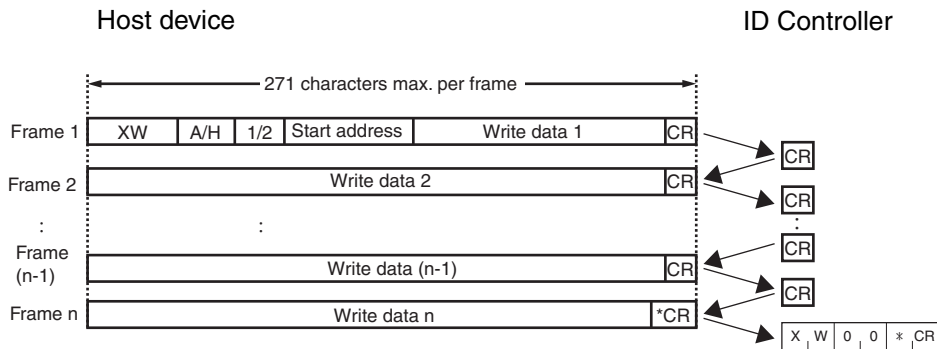 Host device ID Controller
271 characters max. per frame
Frame 1 XW A/H 1/2 Start address Write data 1 CR
CR
Frame 2 Write data 2 CR
CR
: : :
CR
Frame
(n-1) Write data (n-1) CR
CR
Frame n Write data n *CR
X W 0 0 * CR